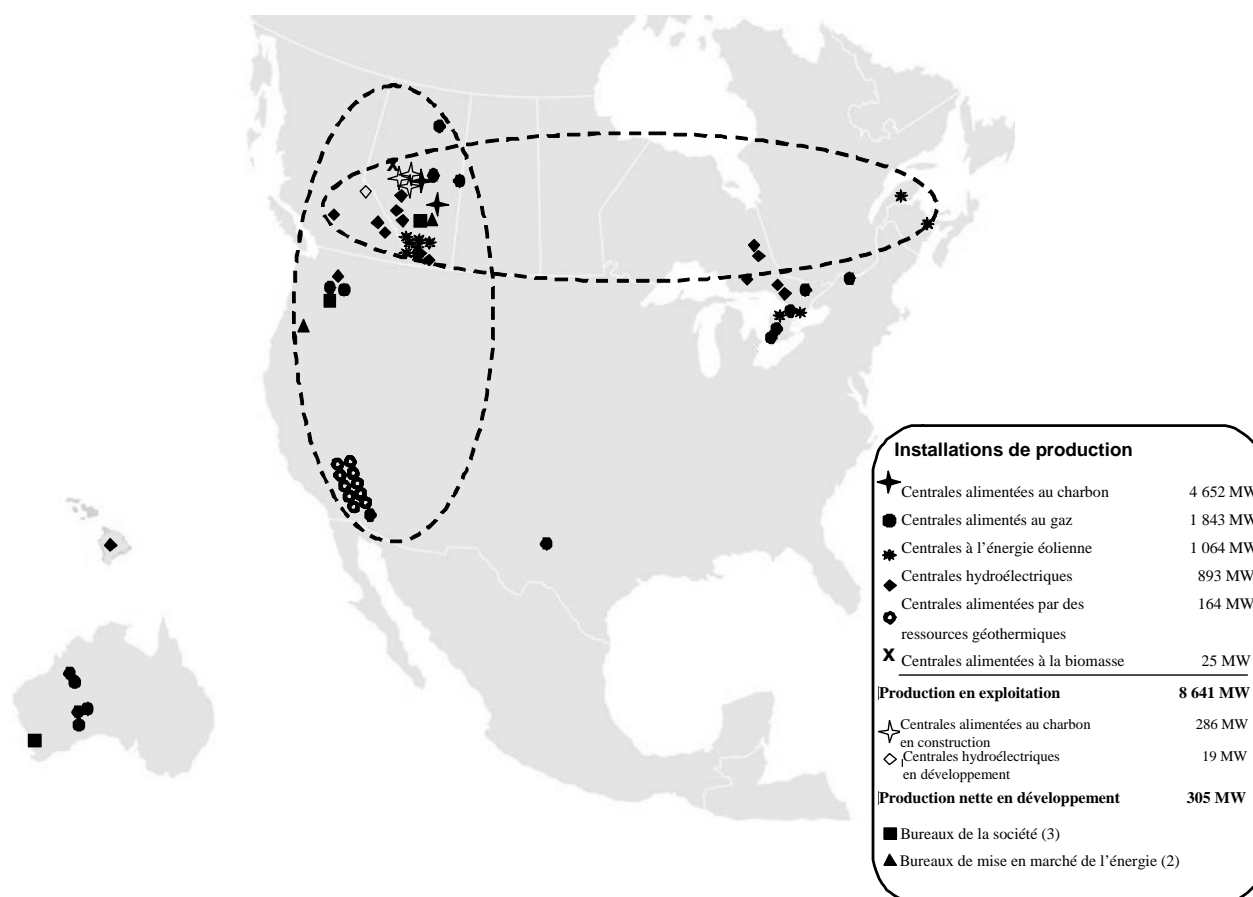 Installations de production
Centrales alimentées au charbon 4 652 MW
Centrales alimentés au gaz 1 843 MW
Centrales à l'énergie éolienne 1 064 MW
Centrales hydroélectriques 893 MW
Centrales alimentées par des 164 MW
ressources géothermiques
X Centrales alimentées à la biomasse 25 MW
Production en exploitation 8 641 MW
Centrales alimentées au charbon 286 MW
en construction
Centrales hydroélectriques 19 MW
en développement
Production nette en développement 305 MW
Bureaux de la société (3)
Bureaux de mise en marché de l'énergie (2)